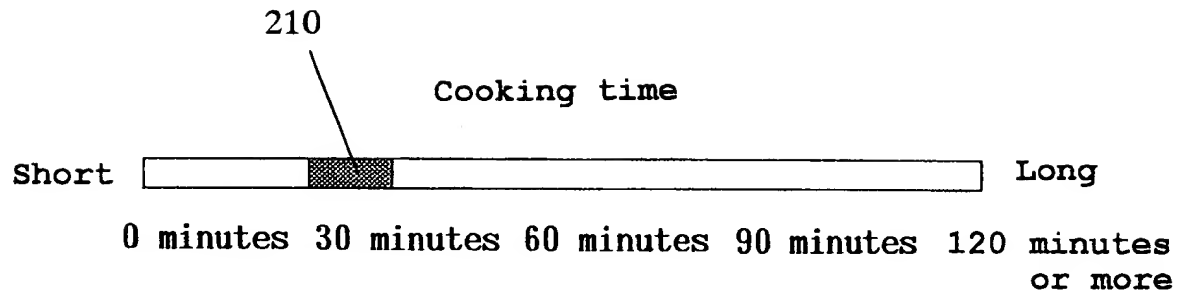 210
Cooking time
Short
Long
0 minutes 30 minutes 60 minutes 90 minutes 120 minutes
or more